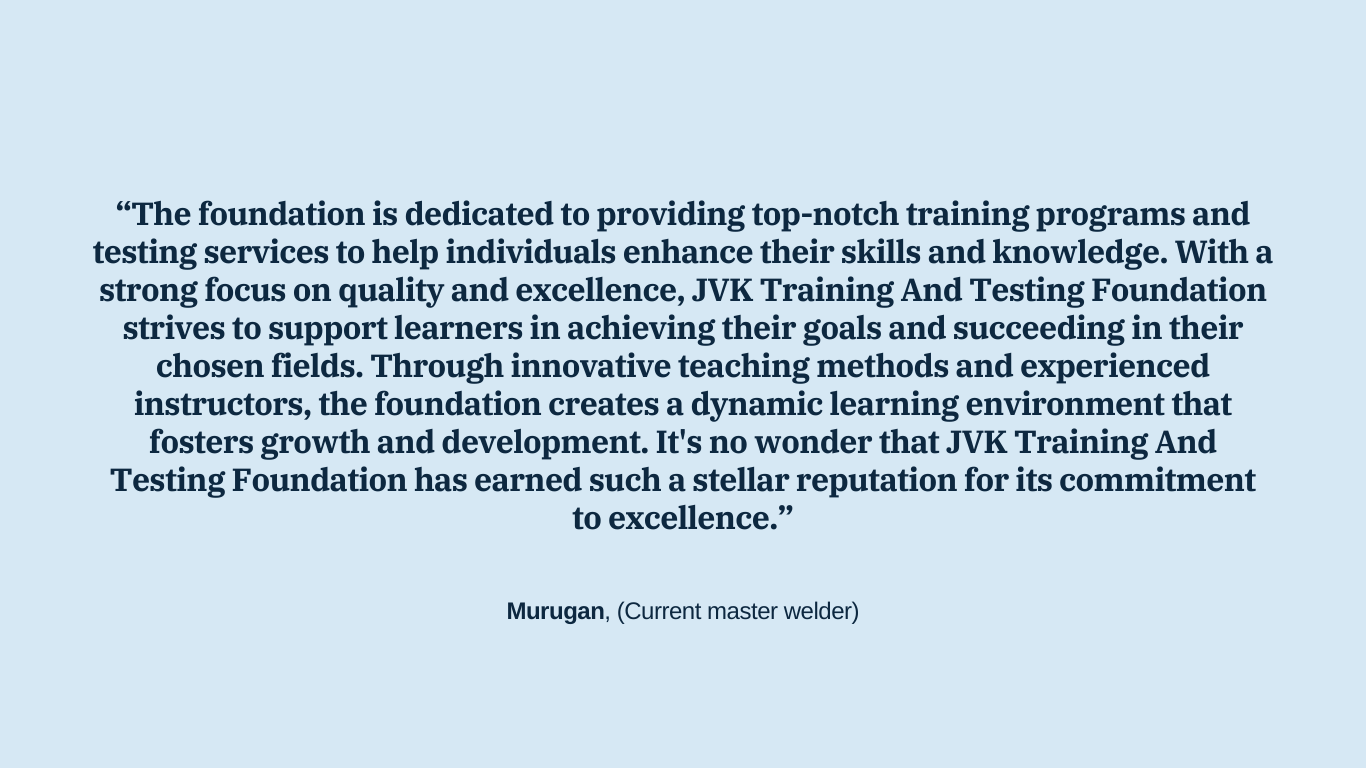 “The foundation is dedicated to providing top-notch training programs and
testing services to help individuals enhance their skills and knowledge. With a
strong focus on quality and excellence, JVK Training And Testing Foundation
strives to support learners in achieving their goals and succeeding in their
chosen fields. Through innovative teaching methods and experienced
instructors, the foundation creates a dynamic learning environment that
fosters growth and development. It's no wonder that JVK Training And
Testing Foundation has earned such a stellar reputation for its commitment
to excellence.”
Murugan, (Current master welder)